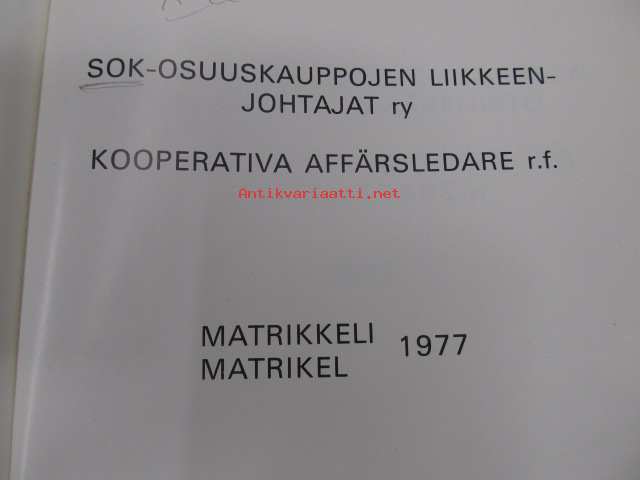 SOK-OSUUSKAUPPOJEN LIIKKEEN-
JOHTAJAT ry
KOOPERATIVA AFFÄRSLEDARE r.f.
Antikvariaatti.net
MATRIKKELI
MATRIKEL
1977